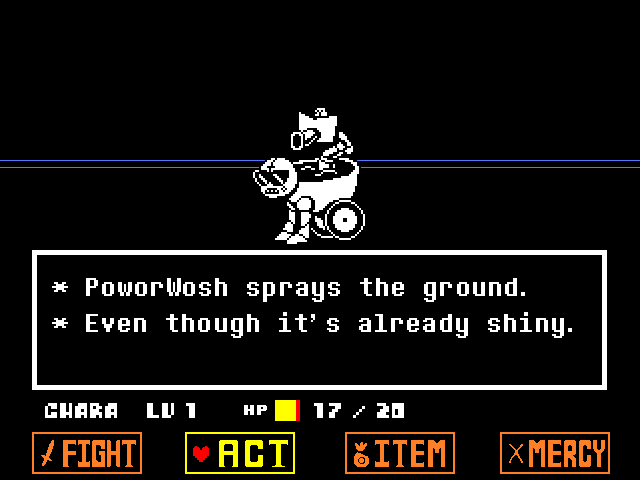 * PoworWosh sprays the ground.
* Even though it's already shiny.
CHARA LV 1 HP 17 / 20
FIGHT ACT ITEM MERCY